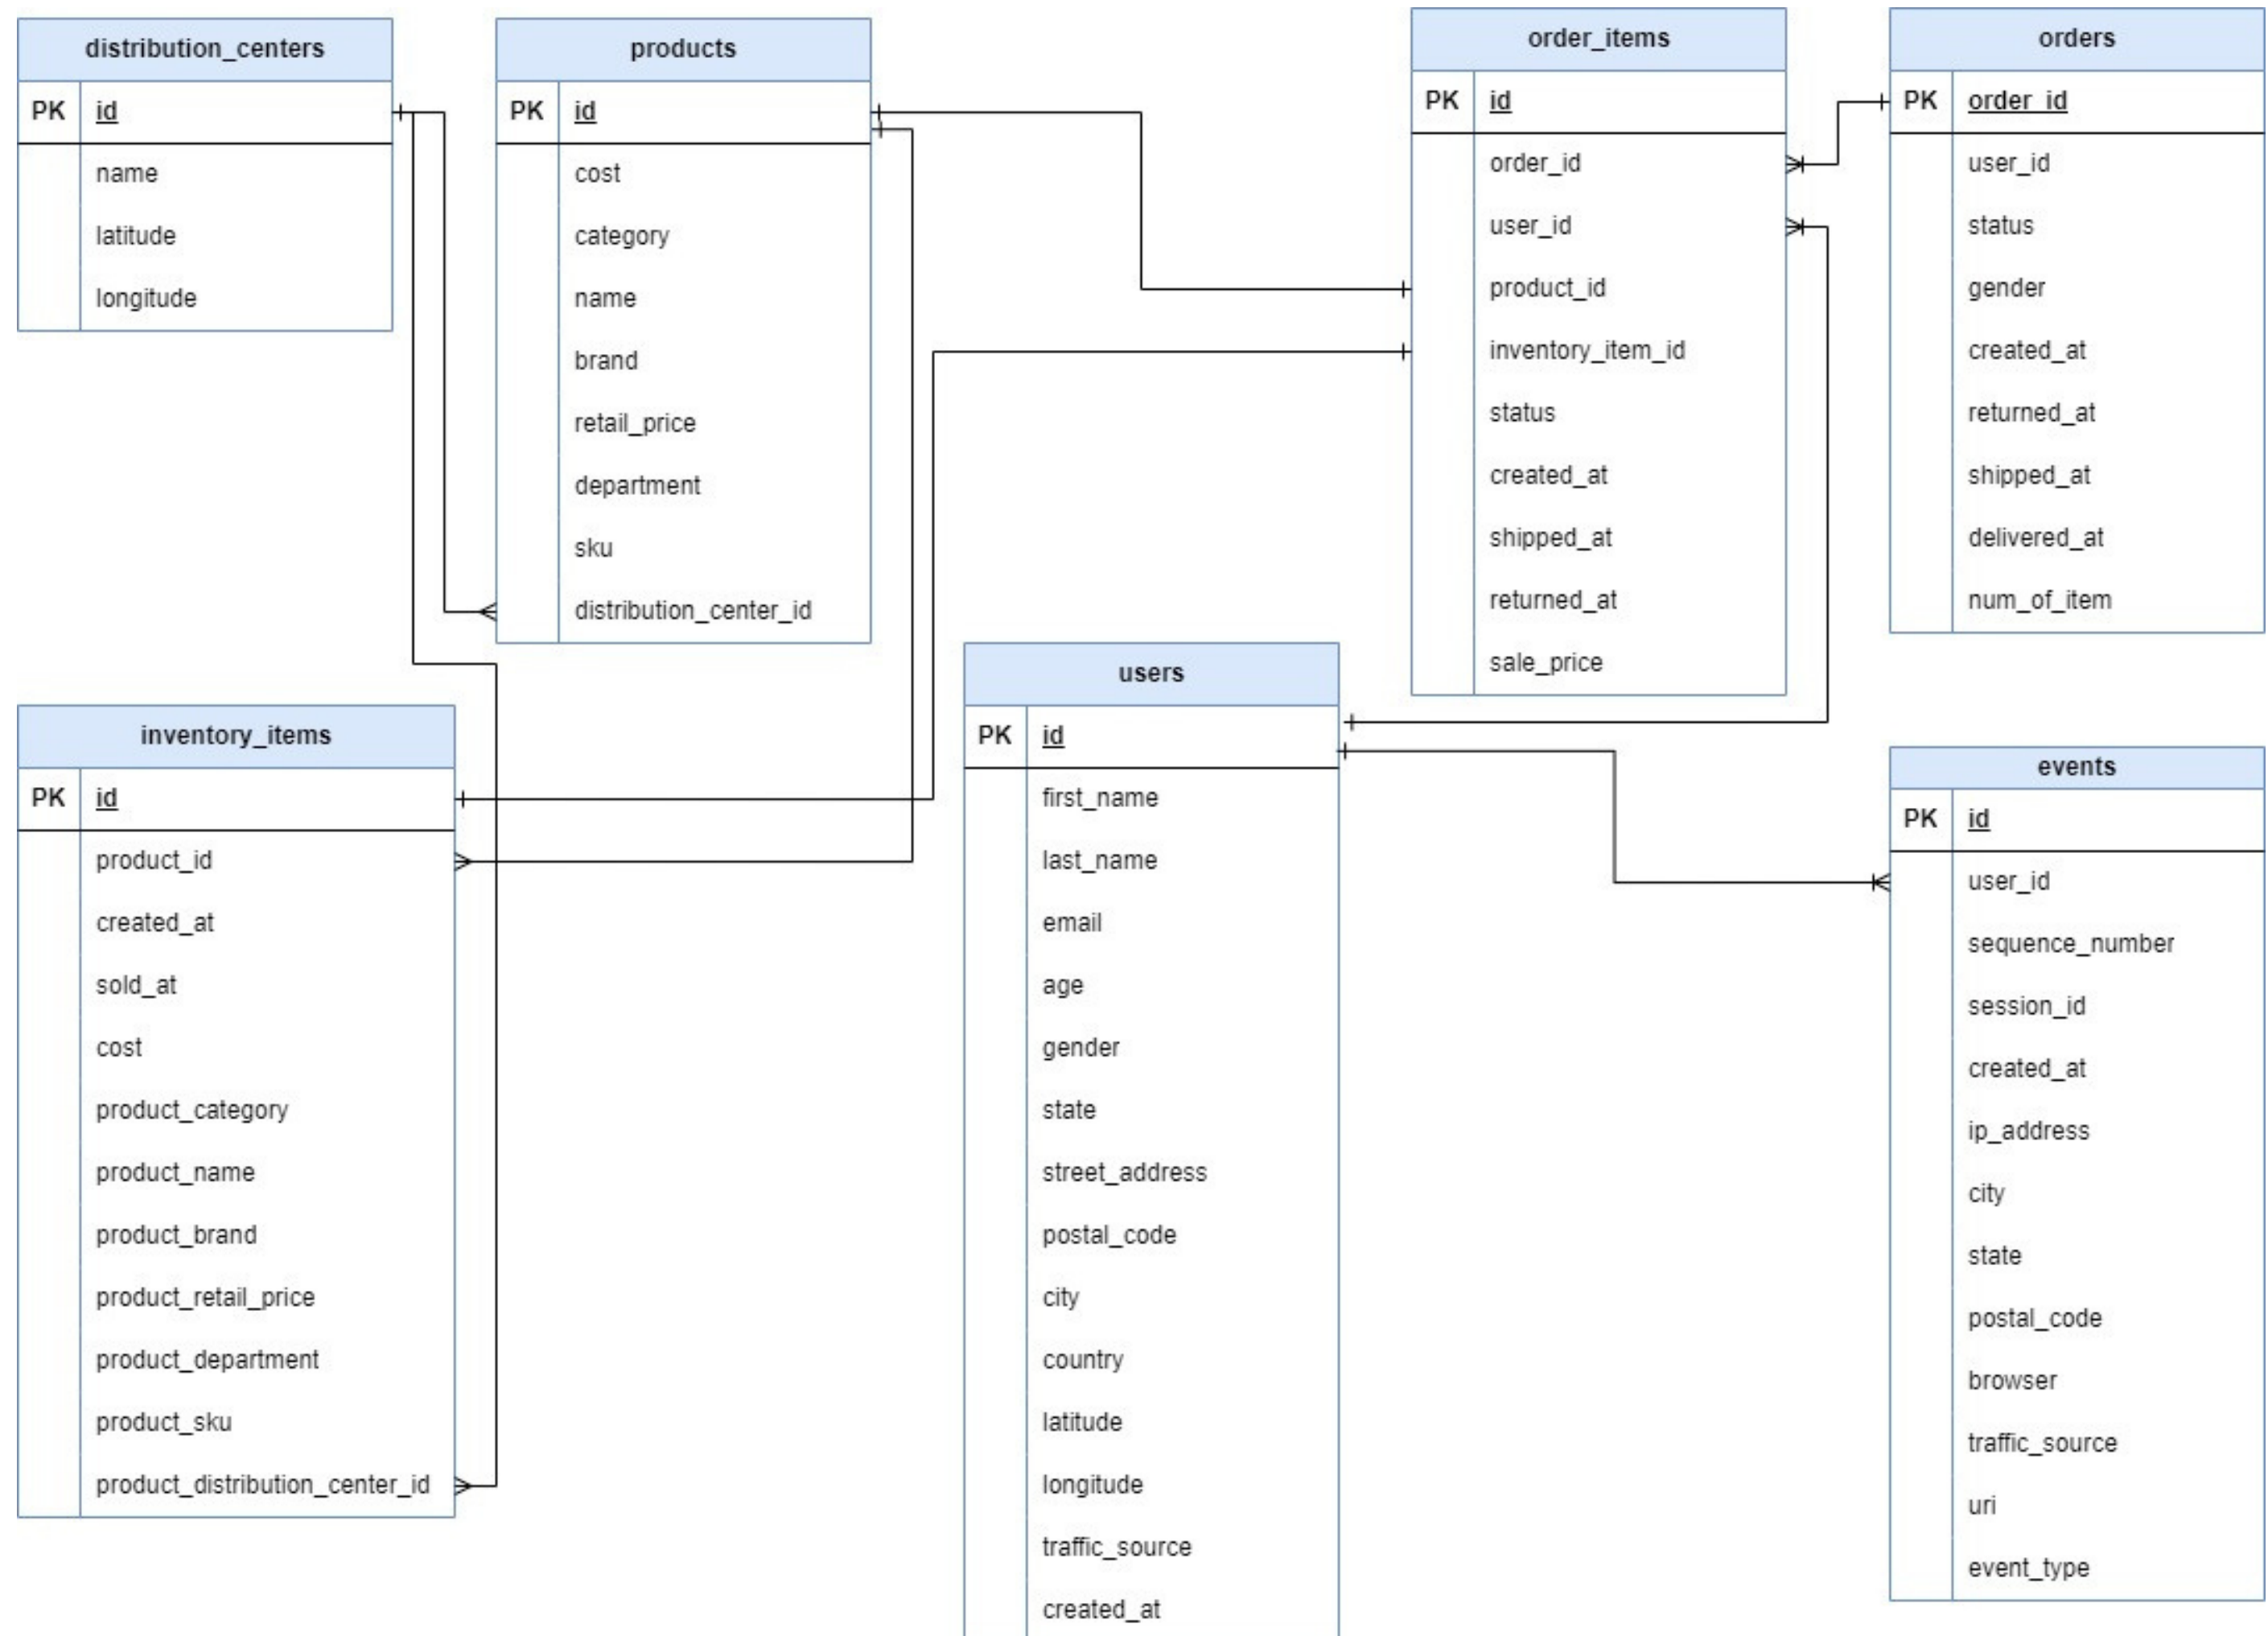 distribution_centers
PK id
name
latitude
longitude
products
PK id
cost
category
name
brand
retail_price
department
sku
distribution_center_id
order_items
PK id
order_id
user_id
product_id
inventory_item_id
status
created_at
shipped_at
returned_at
sale_price
orders
PK order_id
user_id
status
gender
created_at
returned_at
shipped_at
delivered_at
num_of_item
inventory_items
PK id
product_id
created_at
sold_at
cost
product_category
product_name
product_brand
product_retail_price
product_department
product_sku
product_distribution_center_id
users
PK id
first_name
last_name
email
age
gender
state
street_address
postal_code
city
country
latitude
longitude
traffic_source
created_at
events
PK id
user_id
sequence_number
session_id
created_at
ip_address
city
state
postal_code
browser
traffic_source
uri
event_type